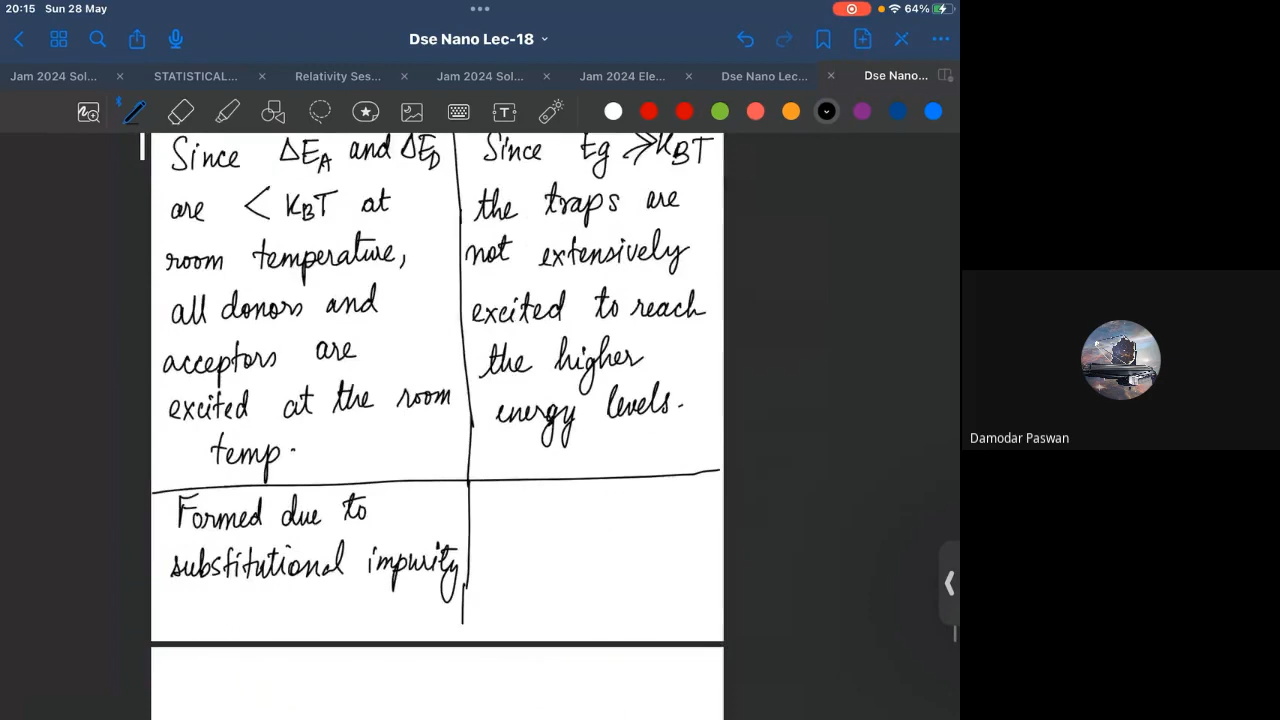 20:15 Sun 28 May
64%
Dse Nano Lec-18
Jam 2024 Sol...
STATISTICAL...
Relativity Ses...
Jam 2024 Sol...
Jam 2024 Ele...
Dse Nano Lec...
Dse Nano...
Since ΔE_A and ΔE_D
are < K_BT at
room temperature,
all donors and
acceptors are
excited at the room
temp.
Since Eg >> K_BT
the traps are
not extensively
excited to reach
the higher
energy levels.
Formed due to
substitutional impurity
Damodar Paswan